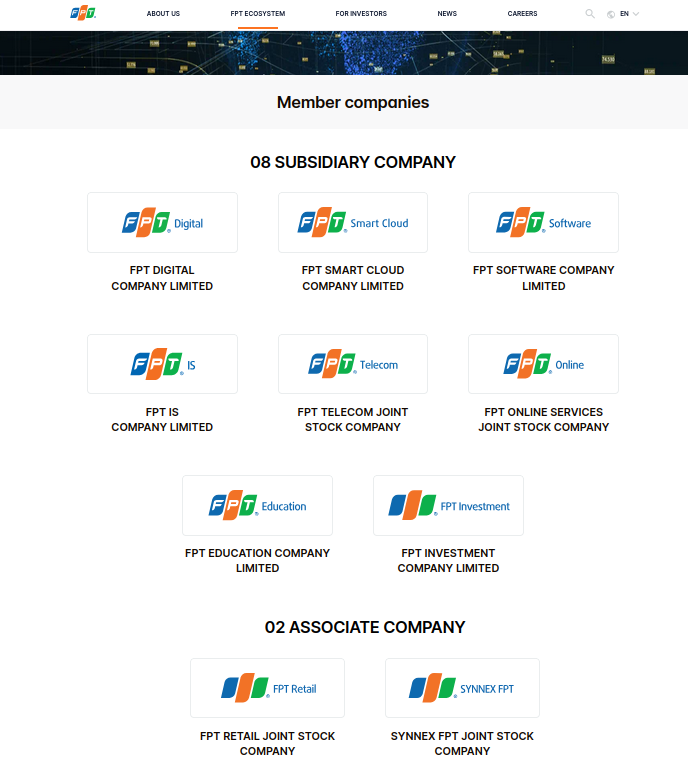 FPT
ABOUT US
FPT ECOSYSTEM
FOR INVESTORS
NEWS
CAREERS
EN
Member companies
08 SUBSIDIARY COMPANY
FPT® Digital
FPT® Smart Cloud
FPT® Software
FPT DIGITAL
COMPANY LIMITED
FPT SMART CLOUD
COMPANY LIMITED
FPT SOFTWARE COMPANY
LIMITED
FPT® IS
FPT® Telecom
FPT® Online
FPT IS
COMPANY LIMITED
FPT TELECOM JOINT
STOCK COMPANY
FPT ONLINE SERVICES
JOINT STOCK COMPANY
FPT® Education
® FPT Investment
FPT EDUCATION COMPANY
LIMITED
FPT INVESTMENT
COMPANY LIMITED
02 ASSOCIATE COMPANY
® FPT Retail
® SYNNEX FPT
FPT RETAIL JOINT STOCK
COMPANY
SYNNEX FPT JOINT STOCK
COMPANY